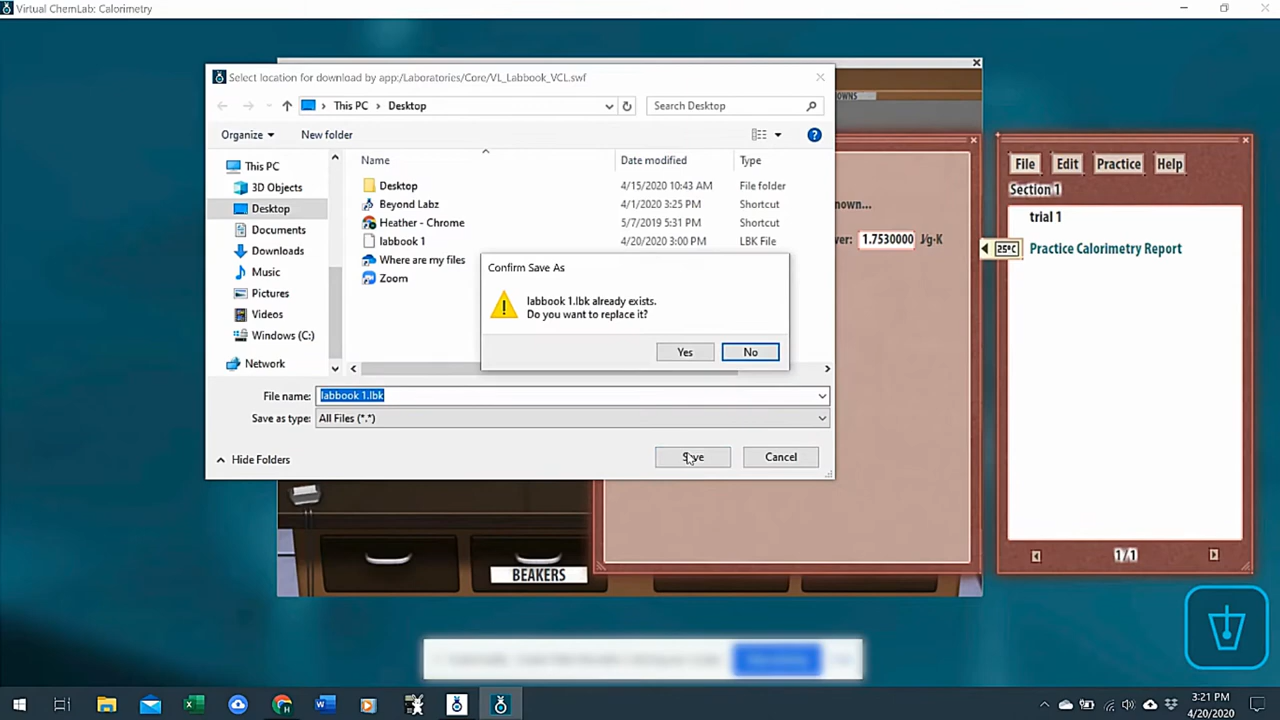 Virtual ChemLab: Calorimetry
Select location for download by app:/Laboratories/Core/VL_Labbook_VCL.swf
This PC
Desktop
Search Desktop
Organize
New folder
Name
Date modified
Type
This PC
3D Objects
Desktop
Documents
Downloads
Music
Pictures
Videos
Windows (C:)
Network
Desktop 4/15/2020 10:43 AM File folder
Beyond Labz 4/1/2020 3:25 PM Shortcut
Heather - Chrome 5/7/2019 5:31 PM Shortcut
labbook 1 4/20/2020 3:00 PM LBK File
Where are my files
Zoom
Confirm Save As
labbook 1.lbk already exists.
Do you want to replace it?
Yes
No
File name: labbook 1.lbk
Save as type: All Files (*.*)
Hide Folders
Save
Cancel
OWNS
nown...
ver: 1.7530000 J/g·K
File Edit Practice Help
Section 1
trial 1
25°C
Practice Calorimetry Report
1/1
BEAKERS
3:21 PM
4/20/2020